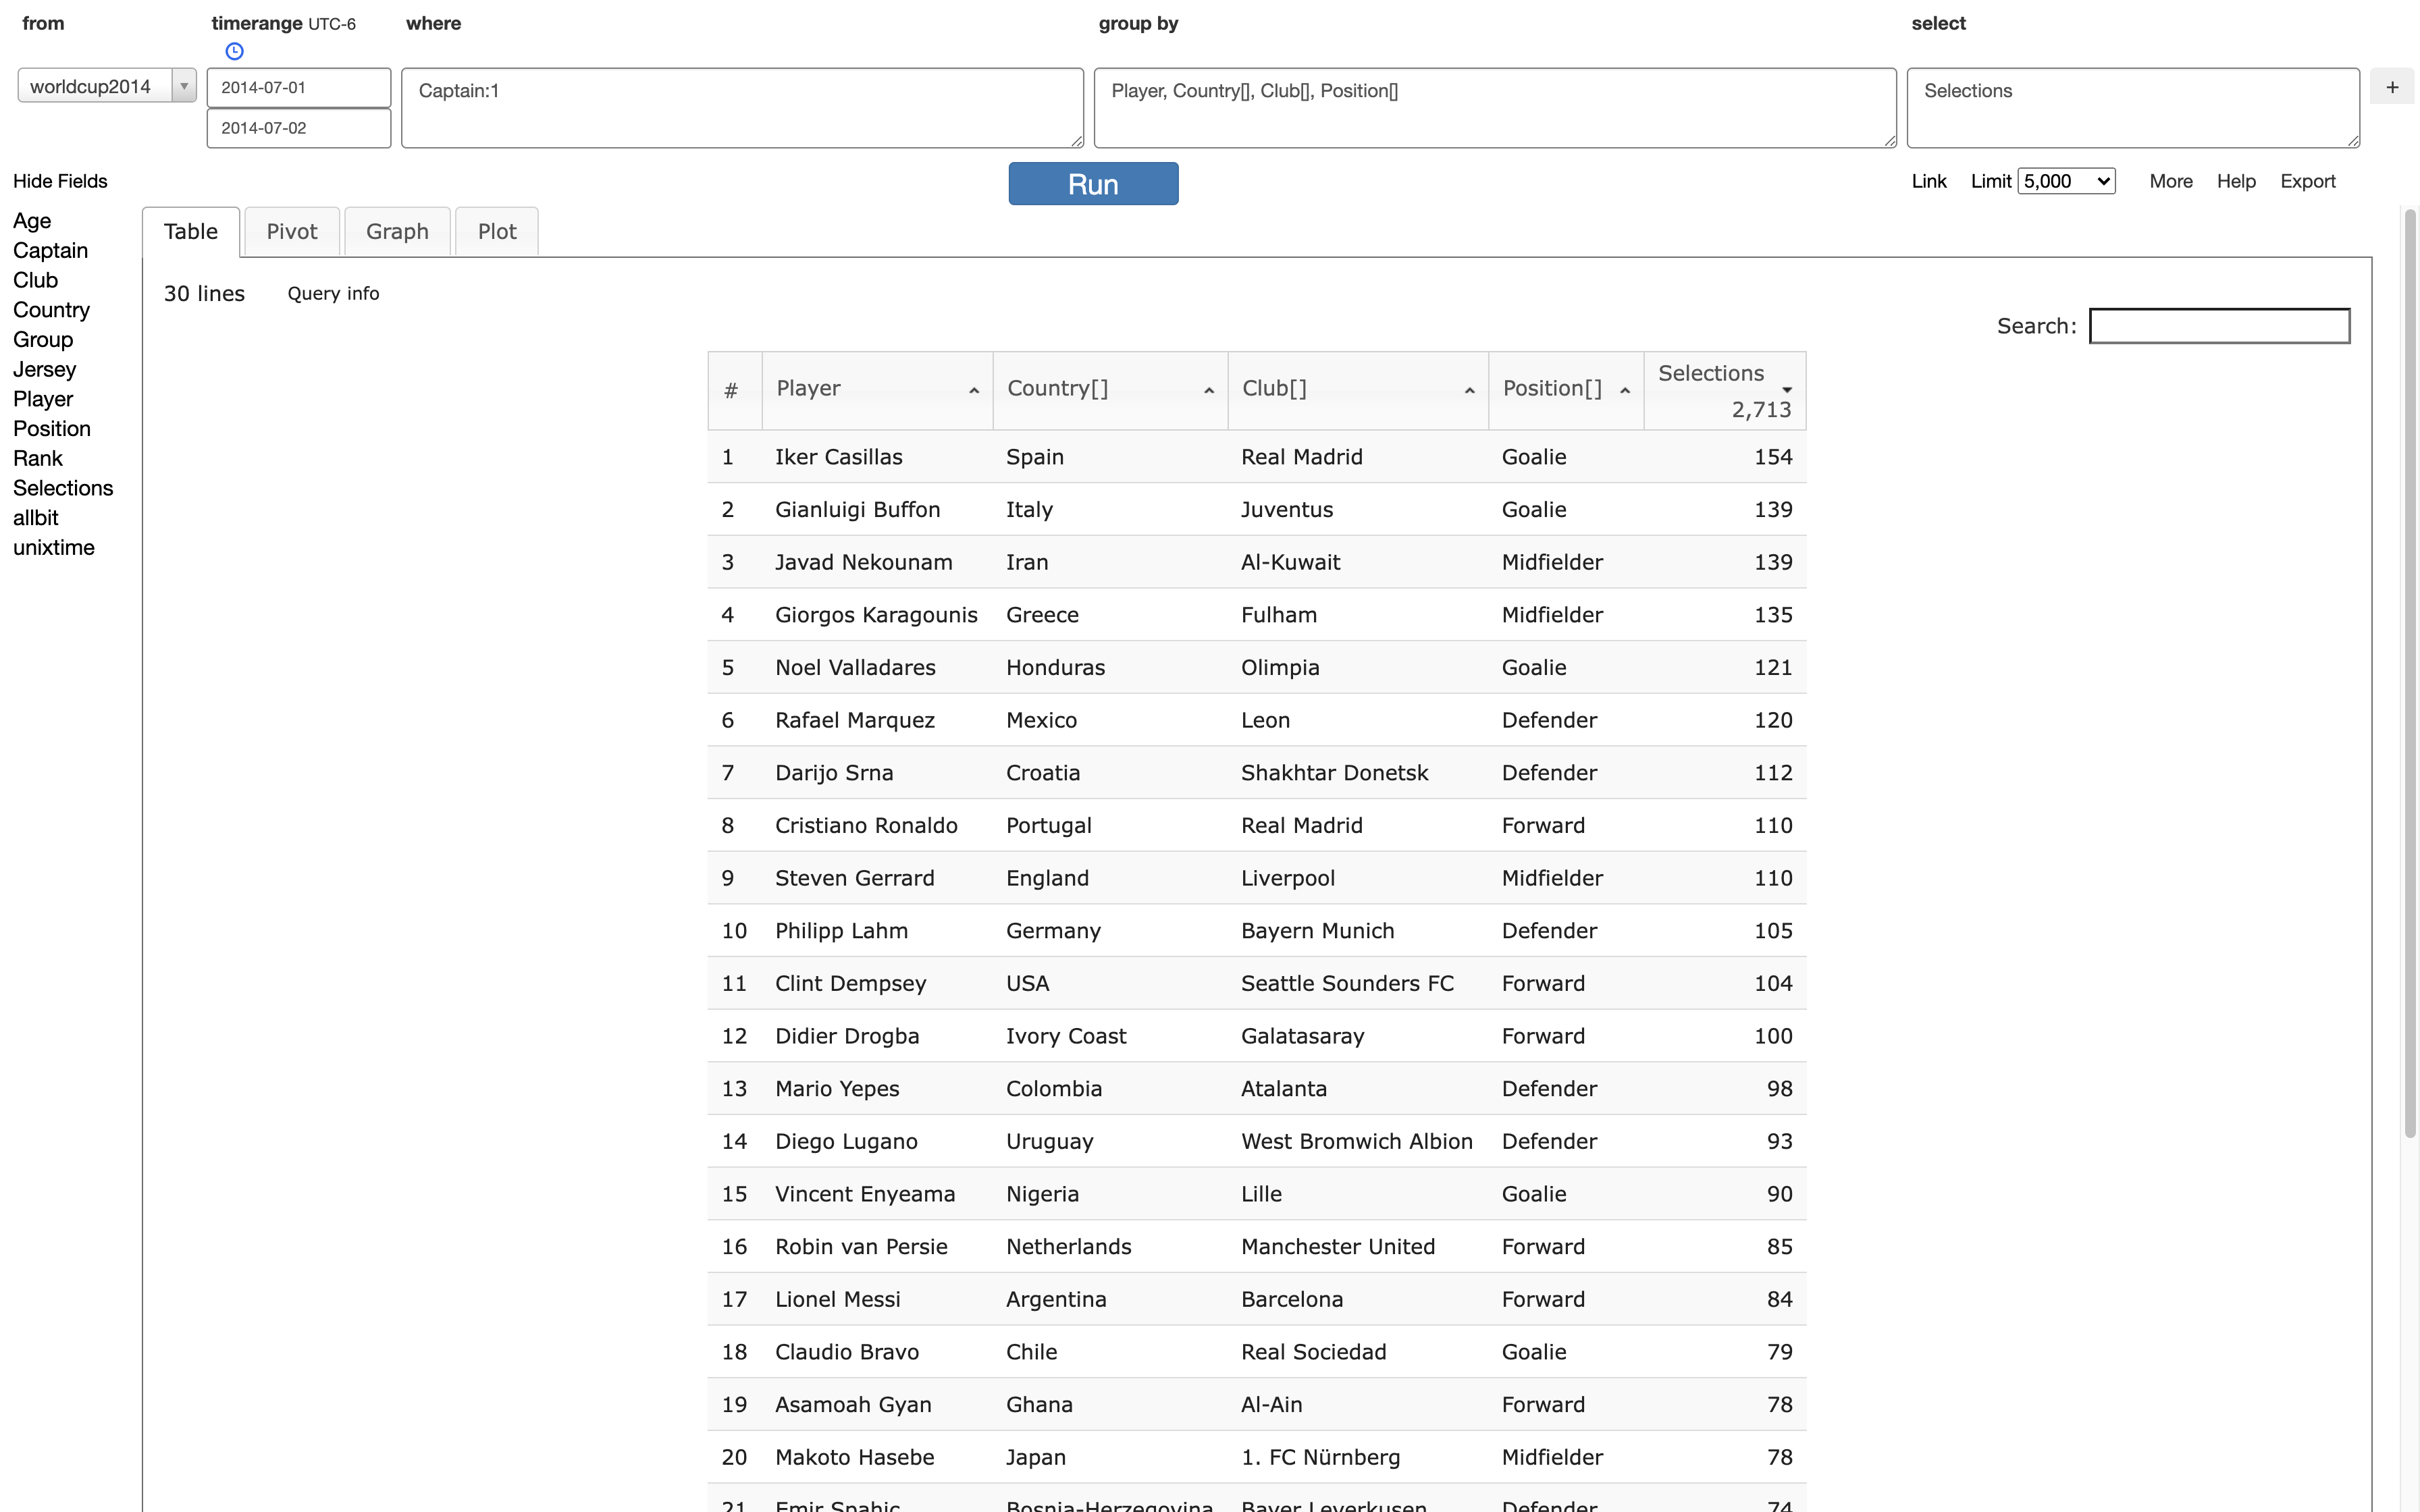 from timerange UTC-6 where group by select
worldcup2014 2014-07-01 Captain:1 Player, Country[], Club[], Position[] Selections +
2014-07-02
Hide Fields Run Link Limit 5,000 More Help Export
Age
Captain
Club
Country
Group
Jersey
Player
Position
Rank
Selections
allbit
unixtime
Table Pivot Graph Plot
30 lines Query info
Search:
# Player Country[] Club[] Position[] Selections
2,713
1 Iker Casillas Spain Real Madrid Goalie 154
2 Gianluigi Buffon Italy Juventus Goalie 139
3 Javad Nekounam Iran Al-Kuwait Midfielder 139
4 Giorgos Karagounis Greece Fulham Midfielder 135
5 Noel Valladares Honduras Olimpia Goalie 121
6 Rafael Marquez Mexico Leon Defender 120
7 Darijo Srna Croatia Shakhtar Donetsk Defender 112
8 Cristiano Ronaldo Portugal Real Madrid Forward 110
9 Steven Gerrard England Liverpool Midfielder 110
10 Philipp Lahm Germany Bayern Munich Defender 105
11 Clint Dempsey USA Seattle Sounders FC Forward 104
12 Didier Drogba Ivory Coast Galatasaray Forward 100
13 Mario Yepes Colombia Atalanta Defender 98
14 Diego Lugano Uruguay West Bromwich Albion Defender 93
15 Vincent Enyeama Nigeria Lille Goalie 90
16 Robin van Persie Netherlands Manchester United Forward 85
17 Lionel Messi Argentina Barcelona Forward 84
18 Claudio Bravo Chile Real Sociedad Goalie 79
19 Asamoah Gyan Ghana Al-Ain Forward 78
20 Makoto Hasebe Japan 1. FC Nürnberg Midfielder 78
21 Emir Spahic Bosnia-Herzegovina Bayer Leverkusen Defender 74